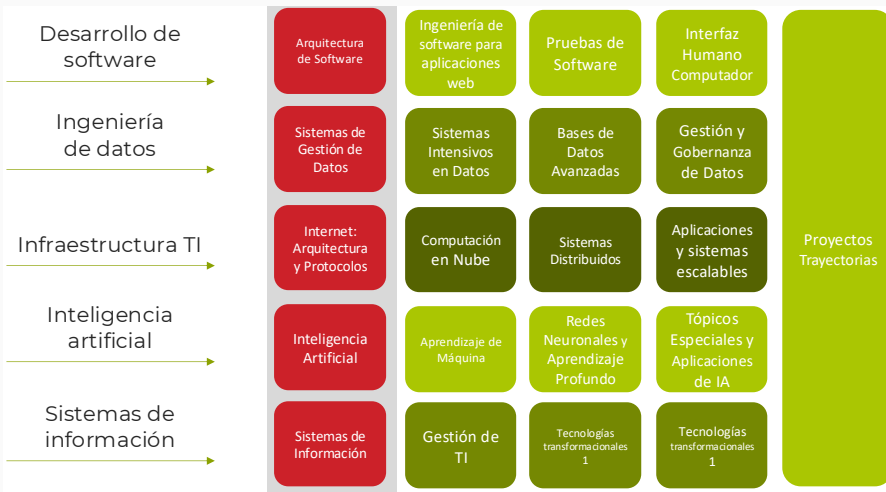 Desarrollo de
software
Arquitectura
de Software
Ingeniería de
software para
aplicaciones
web
Pruebas de
Software
Interfaz
Humano
Computador
Ingeniería
de datos
Sistemas de
Gestión de
Datos
Sistemas
Intensivos
en Datos
Bases de
Datos
Avanzadas
Gestión y
Gobernanza
de Datos
Infraestructura TI
Internet:
Arquitectura
y Protocolos
Computación
en Nube
Sistemas
Distribuidos
Aplicaciones
y sistemas
escalables
Proyectos
Trayectorias
Inteligencia
artificial
Inteligencia
Artificial
Aprendizaje de
Máquina
Redes
Neuronales y
Aprendizaje
Profundo
Tópicos
Especiales y
Aplicaciones
de IA
Sistemas de
información
Sistemas de
Información
Gestión de
TI
Tecnologías
transformacionales
1
Tecnologías
transformacionales
1